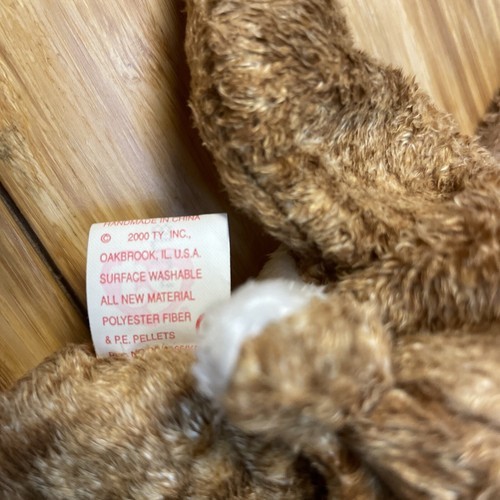 HANDMADE IN CHINA
© 2000 TY INC.,
OAKBROOK, IL. U.S.A.
SURFACE WASHABLE
ALL NEW MATERIAL
POLYESTER FIBER
& P.E. PELLETS